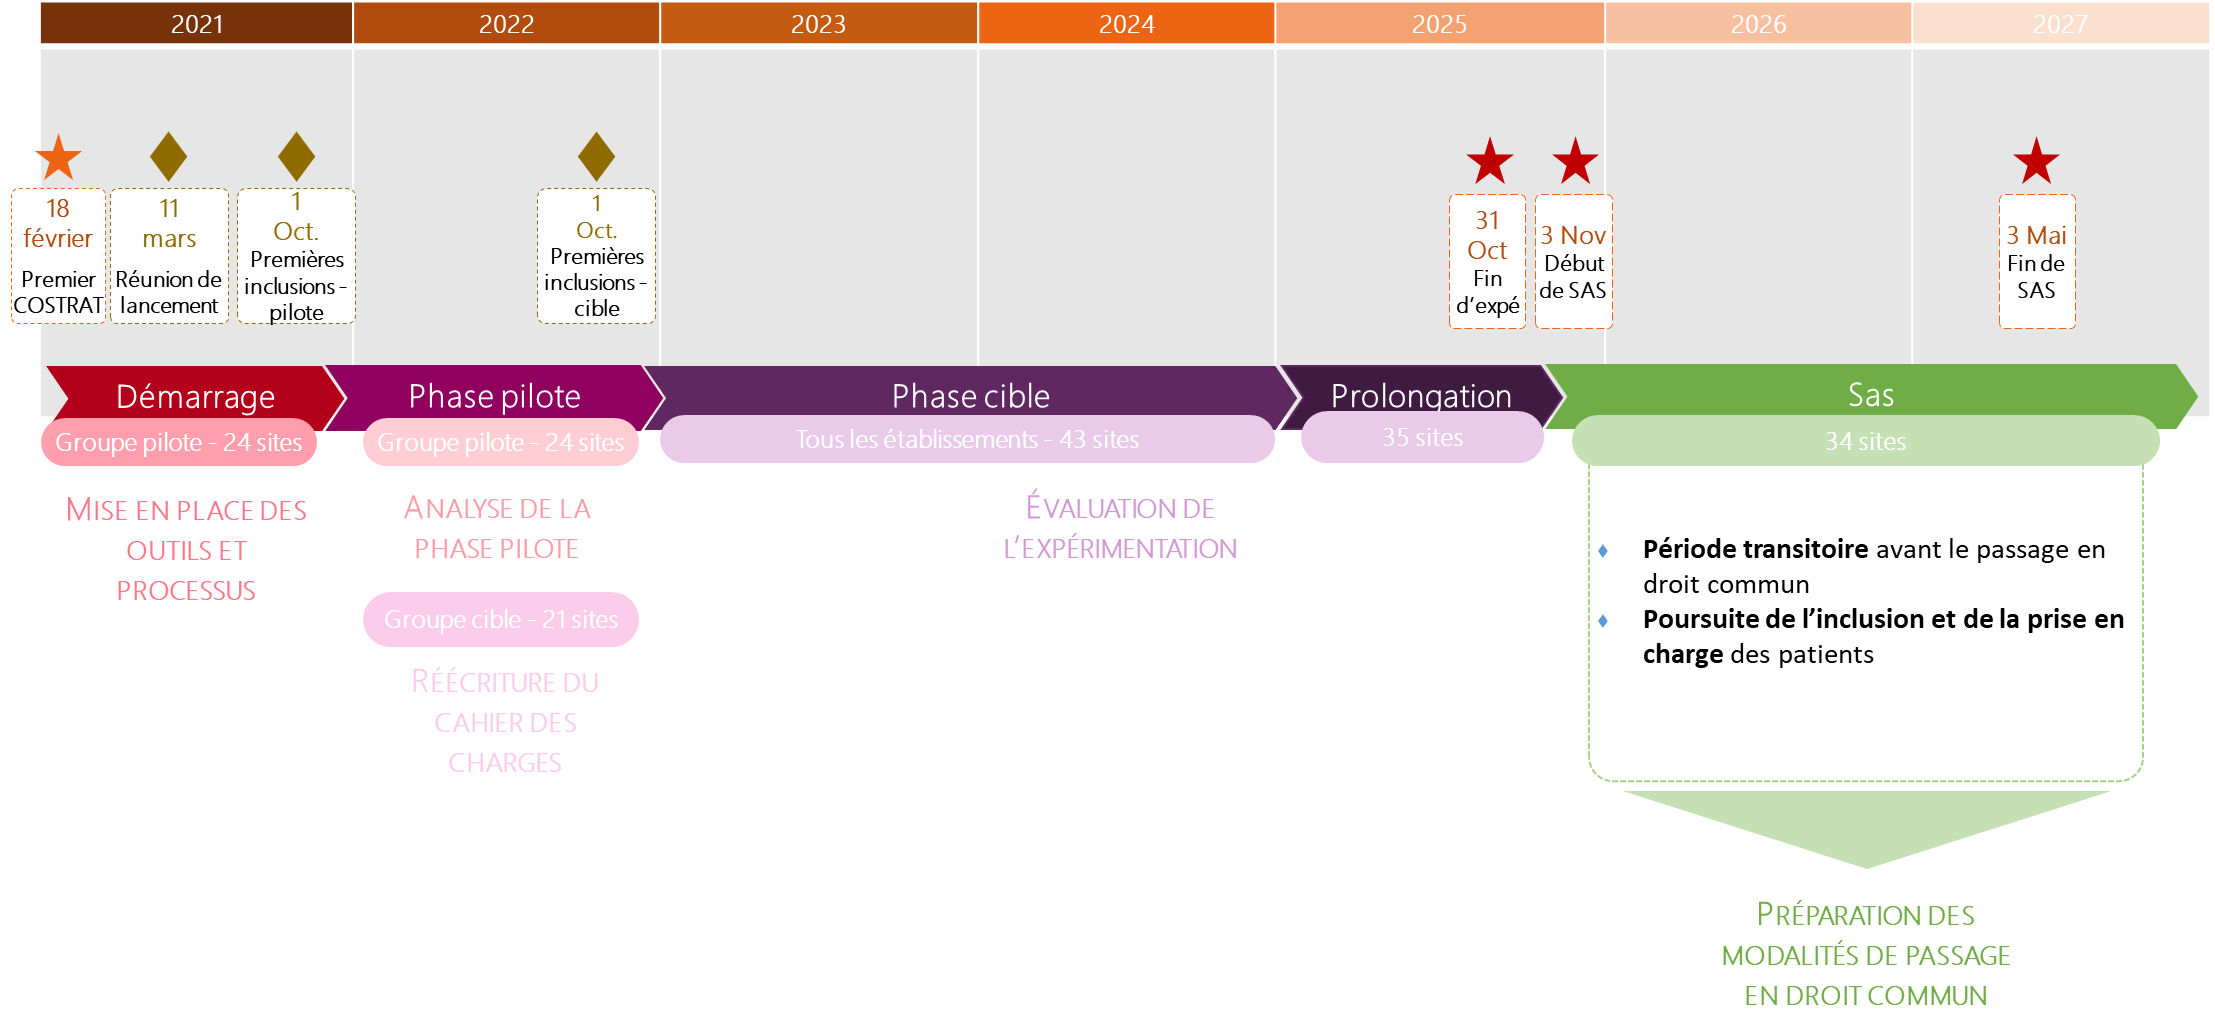 2021
2022
2023
2024
2025
2026
2027
18
février
Premier
COSTRAT
11
mars
Réunion de
lancement
1
Oct.
Premières
inclusions -
pilote
1
Oct.
Premières
inclusions -
cible
31
Oct
Fin
d’expé
3 Nov
Début
de SAS
3 Mai
Fin de
SAS
Démarrage
Phase pilote
Phase cible
Prolongation
Sas
Groupe pilote - 24 sites
Groupe pilote - 24 sites
Tous les établissements - 43 sites
35 sites
34 sites
MISE EN PLACE DES
OUTILS ET
PROCESSUS
ANALYSE DE LA
PHASE PILOTE
Groupe cible - 21 sites
RÉÉCRITURE DU
CAHIER DES
CHARGES
ÉVALUATION DE
L’EXPÉRIMENTATION
Période transitoire avant le passage en
droit commun
Poursuite de l’inclusion et de la prise en
charge des patients
PRÉPARATION DES
MODALITÉS DE PASSAGE
EN DROIT COMMUN